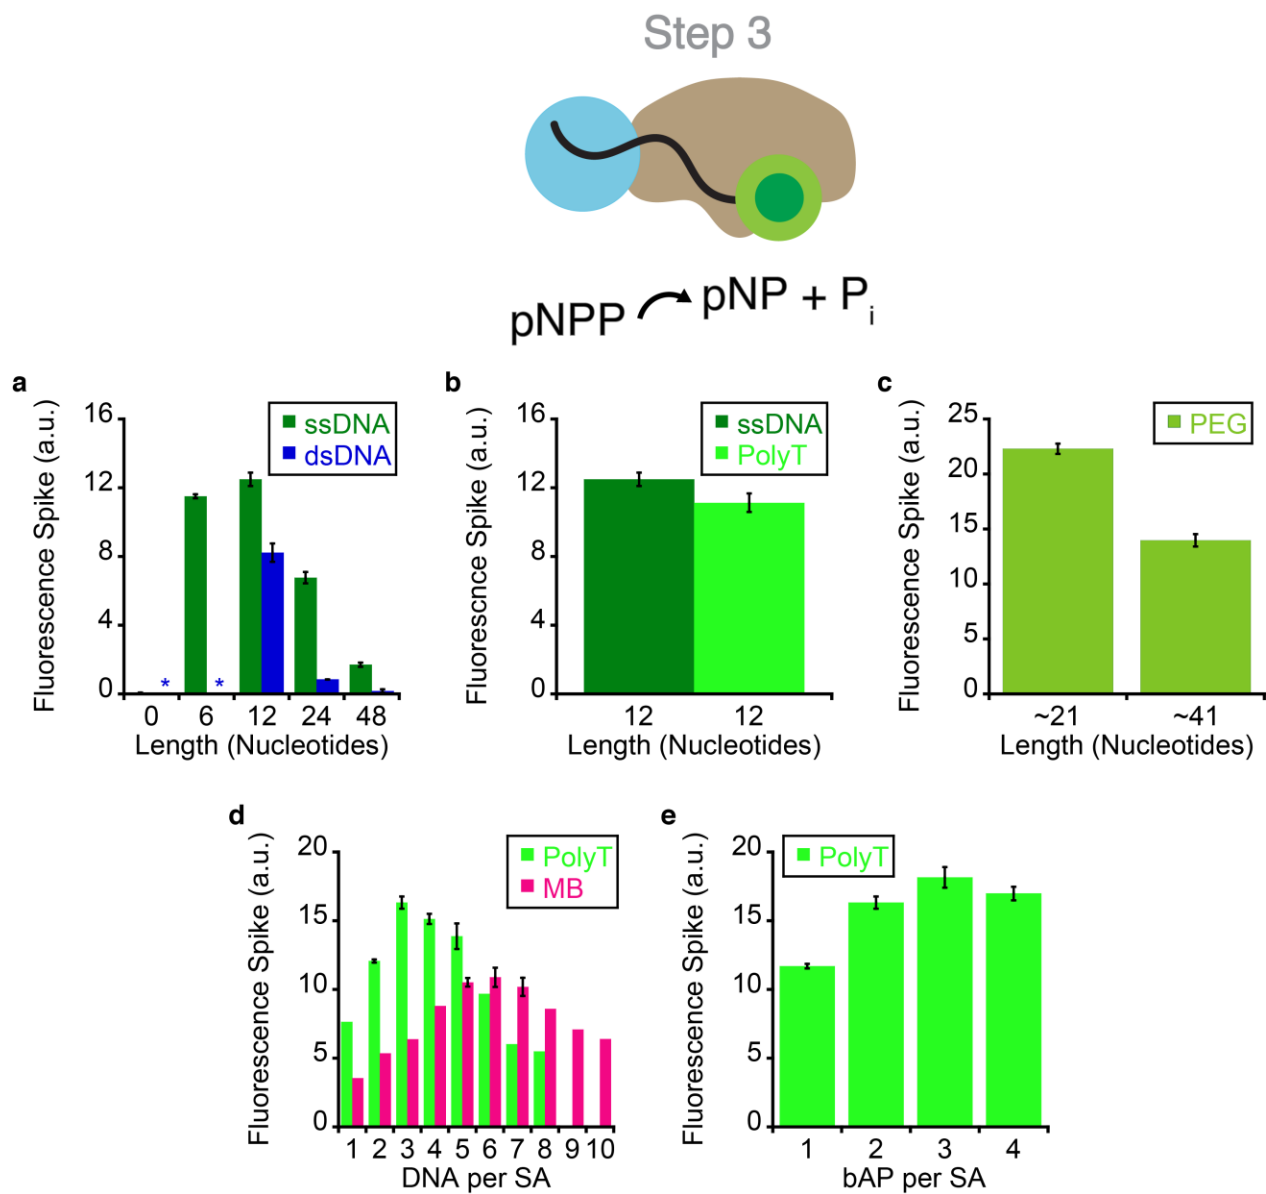 Step 3
pNPP pNP + Pi
a
Fluorescence Spike (a.u.)
16
12
8
4
0
ssDNA
dsDNA
* *
0 6 12 24 48
Length (Nucleotides)
b
Fluorescnce Spike (a.u.)
16
12
8
4
0
ssDNA
PolyT
12 12
Length (Nucleotides)
c
Fluorescence Spike (a.u.)
25
20
15
10
5
0
PEG
~21 ~41
Length (Nucleotides)
d
Fluorescence Spike (a.u.)
20
15
10
5
0
PolyT
MB
1 2 3 4 5 6 7 8 9 10
DNA per SA
e
Fluorescence Spike (a.u.)
20
15
10
5
0
PolyT
1 2 3 4
bAP per SA